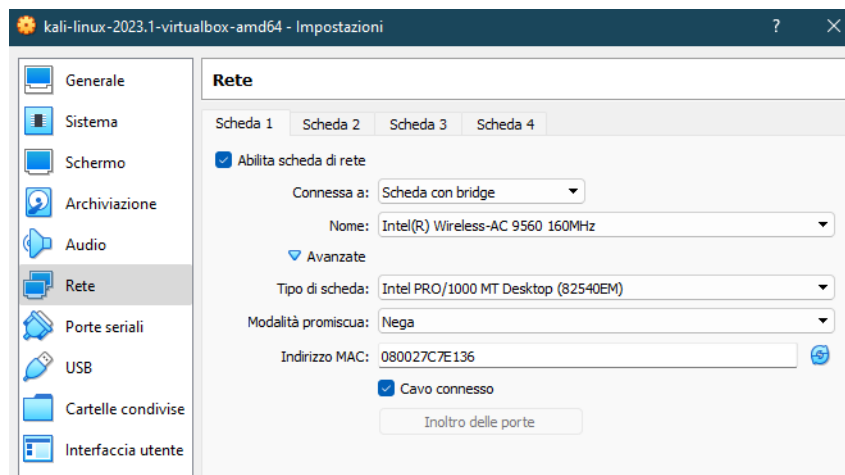 kali-linux-2023.1-virtualbox-amd64 - Impostazioni ?
Generale
Sistema
Schermo
Archiviazione
Audio
Rete
Porte seriali
USB
Cartelle condivise
Interfaccia utente
Rete
Scheda 1 Scheda 2 Scheda 3 Scheda 4
Abilita scheda di rete
Connessa a: Scheda con bridge
Nome: Intel(R) Wireless-AC 9560 160MHz
Avanzate
Tipo di scheda: Intel PRO/1000 MT Desktop (82540EM)
Modalità promiscua: Nega
Indirizzo MAC: 080027C7E136
Cavo connesso
Inoltro delle porte